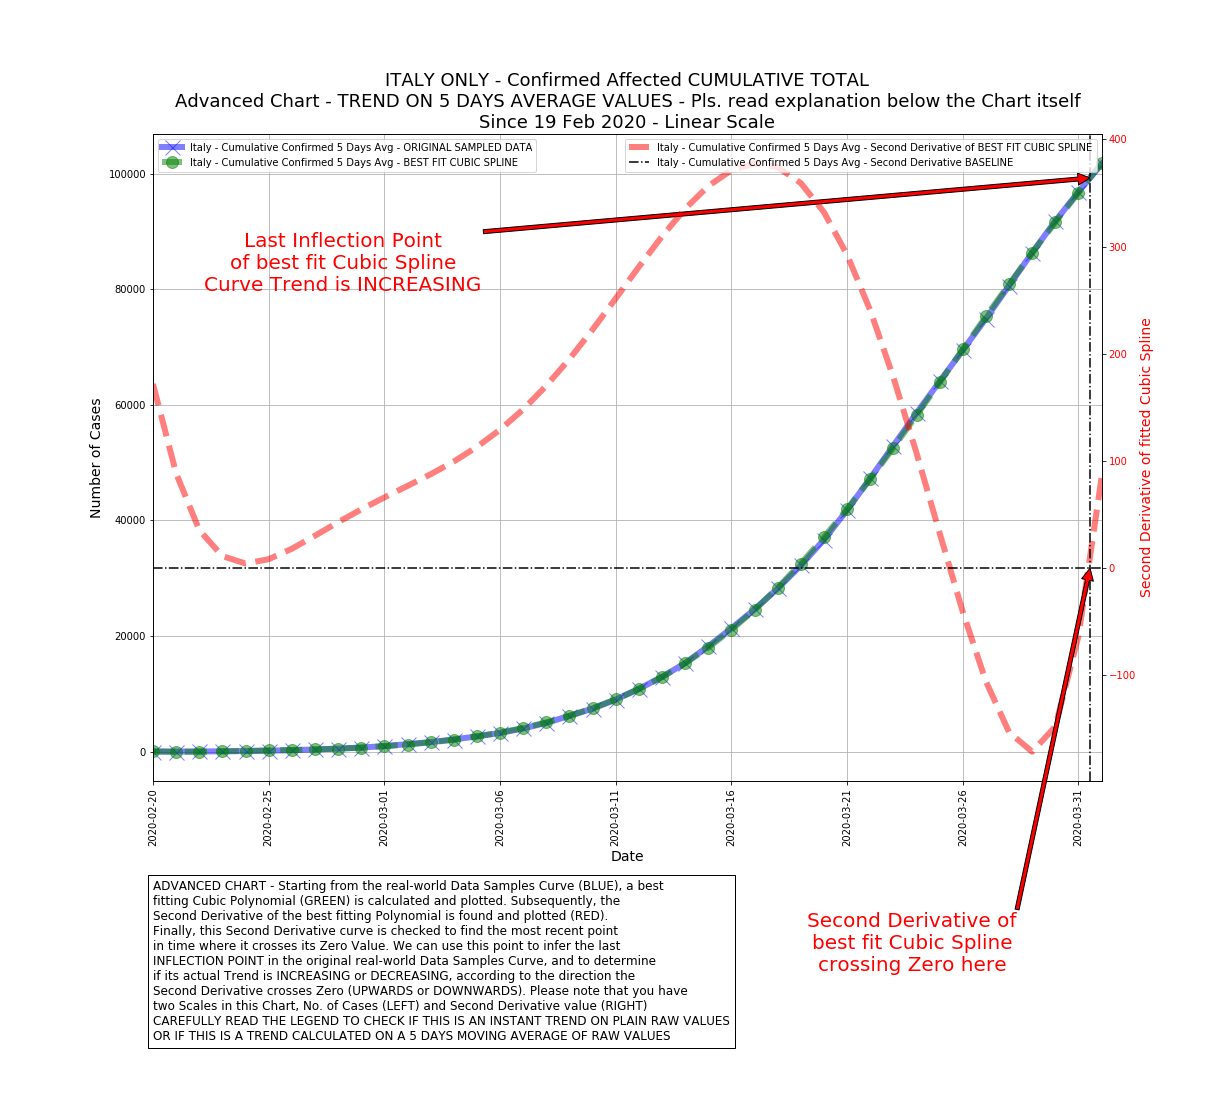 ITALY ONLY - Confirmed Affected CUMULATIVE TOTAL
Advanced Chart - TREND ON 5 DAYS AVERAGE VALUES - Pls. read explanation below the Chart itself
Since 19 Feb 2020 - Linear Scale
Italy - Cumulative Confirmed 5 Days Avg - ORIGINAL SAMPLED DATA
Italy - Cumulative Confirmed 5 Days Avg - BEST FIT CUBIC SPLINE
Italy - Cumulative Confirmed 5 Days Avg - Second Derivative of BEST FIT CUBIC SPLINE
Italy - Cumulative Confirmed 5 Days Avg - Second Derivative BASELINE
Last Inflection Point
of best fit Cubic Spline
Curve Trend is INCREASING
Number of Cases
100000
80000
60000
40000
20000
0
400
300
200
100
0
−100
Second Derivative of fitted Cubic Spline
2020-02-20
2020-02-25
2020-03-01
2020-03-06
2020-03-11
2020-03-16
2020-03-21
2020-03-26
2020-03-31
Date
ADVANCED CHART - Starting from the real-world Data Samples Curve (BLUE), a best
fitting Cubic Polynomial (GREEN) is calculated and plotted. Subsequently, the
Second Derivative of the best fitting Polynomial is found and plotted (RED).
Finally, this Second Derivative curve is checked to find the most recent point
in time where it crosses its Zero Value. We can use this point to infer the last
INFLECTION POINT in the original real-world Data Samples Curve, and to determine
if its actual Trend is INCREASING or DECREASING, according to the direction the
Second Derivative crosses Zero (UPWARDS or DOWNWARDS). Please note that you have
two Scales in this Chart, No. of Cases (LEFT) and Second Derivative value (RIGHT)
CAREFULLY READ THE LEGEND TO CHECK IF THIS IS AN INSTANT TREND ON PLAIN RAW VALUES
OR IF THIS IS A TREND CALCULATED ON A 5 DAYS MOVING AVERAGE OF RAW VALUES
Second Derivative of
best fit Cubic Spline
crossing Zero here